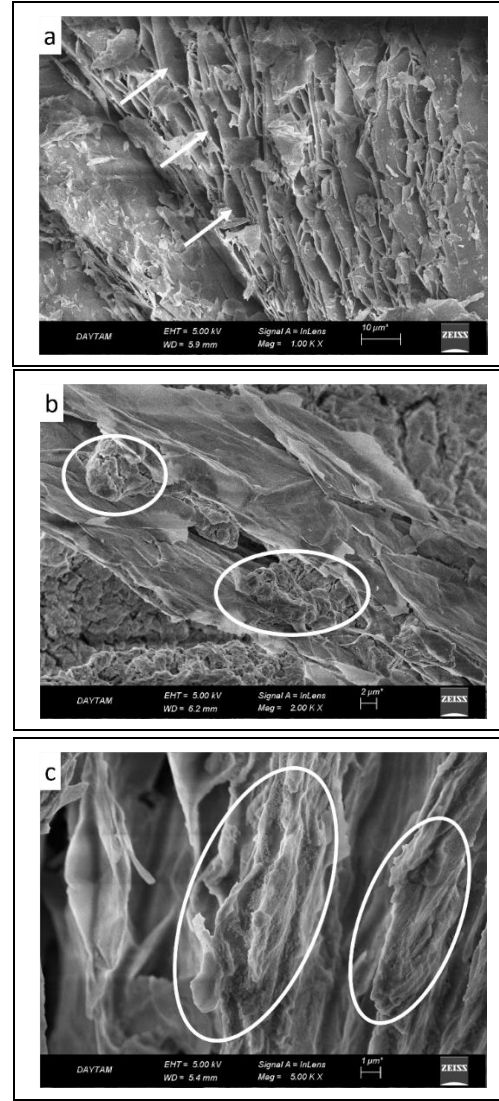 a
DAYTAM EHT = 5.00 kV Signal A = InLens 10 µm* ZEISS
WD = 5.9 mm Mag = 1.00 K X
b
DAYTAM EHT = 5.00 kV Signal A = InLens 2 µm* ZEISS
WD = 6.2 mm Mag = 2.00 K X
c
DAYTAM EHT = 5.00 kV Signal A = InLens 1 µm* ZEISS
WD = 5.4 mm Mag = 5.00 K X